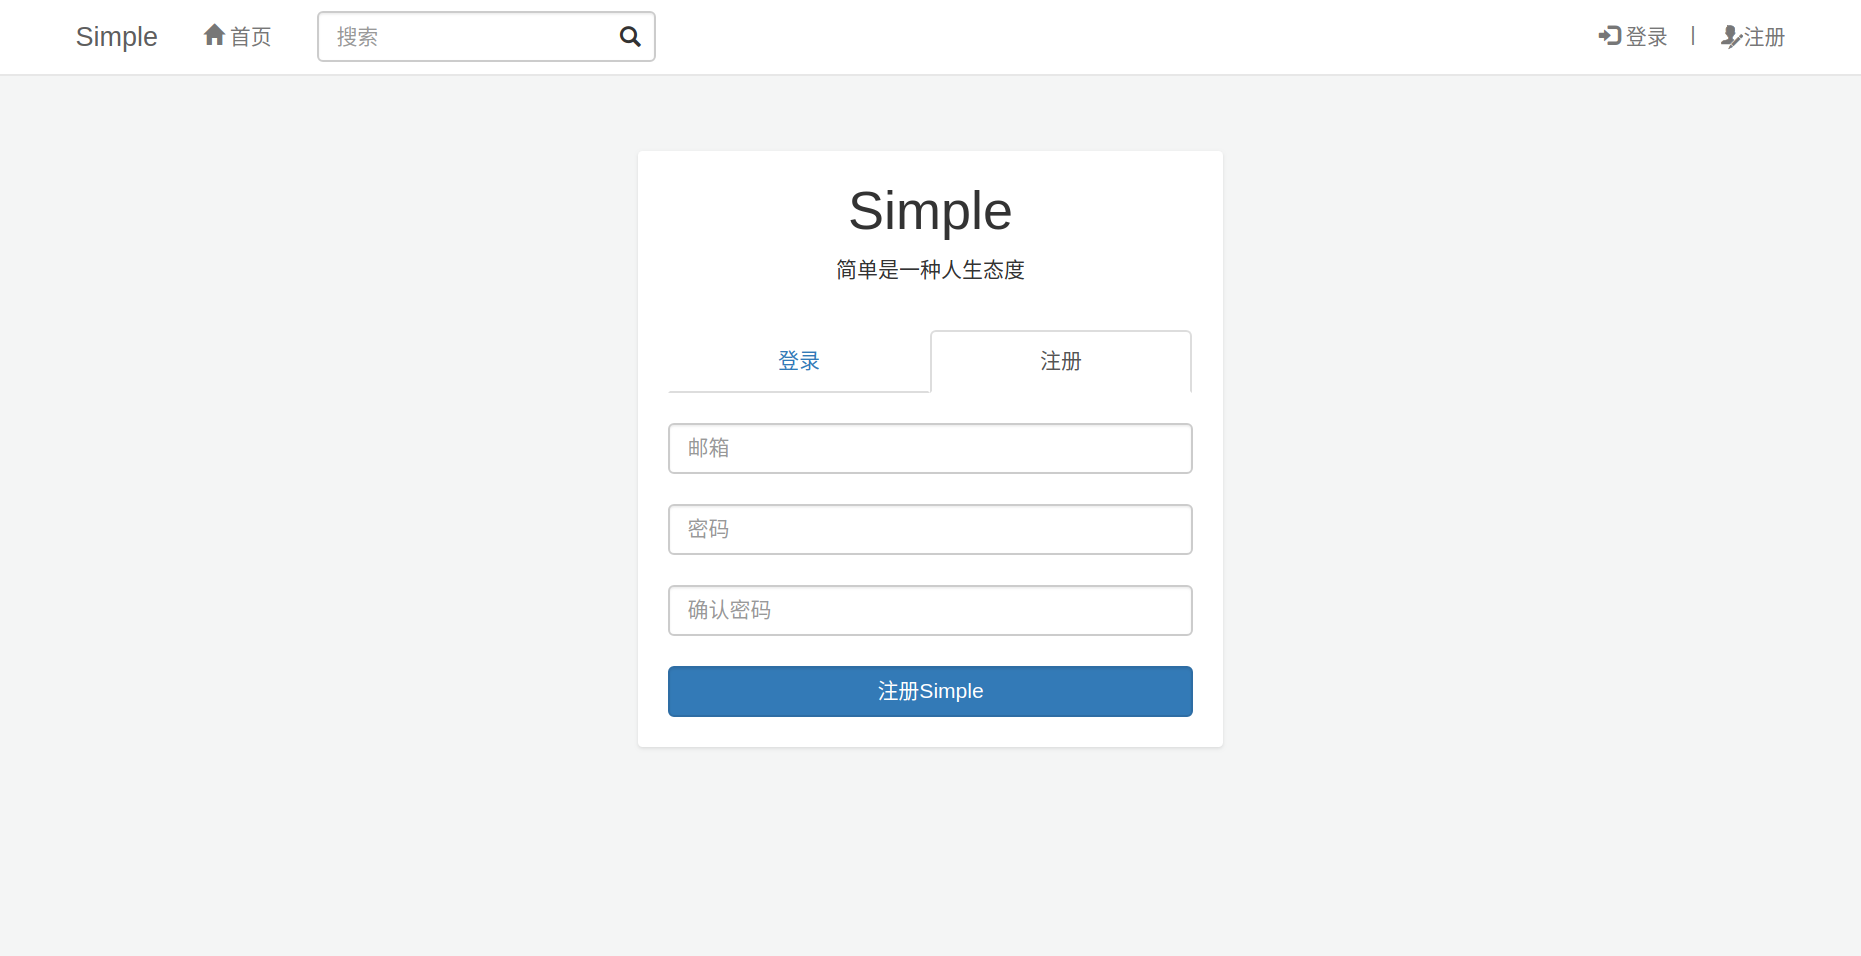 Simple 首页 搜索 登录 | 注册
Simple
简单是一种人生态度
登录 注册
邮箱
密码
确认密码
注册Simple